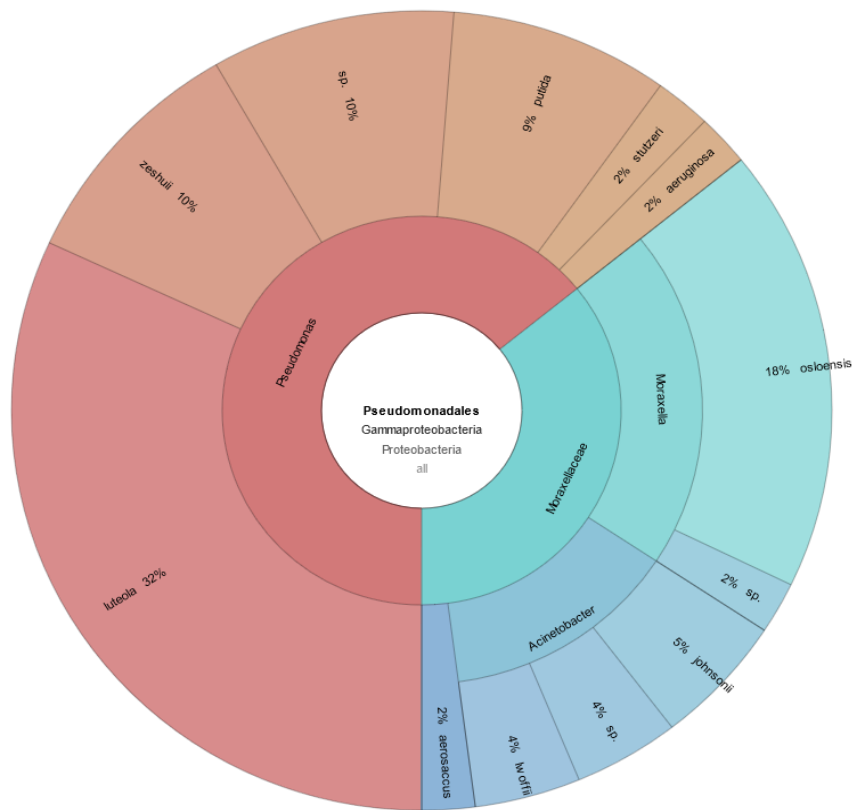 sp. 10%
9% putida
2% stutzeri
2% aeruginosa
zeshuii 10%
Pseudomonas
18% osloensis
Moraxella
Pseudomonadales
Gammaproteobacteria
Proteobacteria
all
Moraxellaceae
luteola 32%
2% sp.
Acinetobacter
5% johnsonii
4% sp.
4% lwoffii
2% aerosaccus